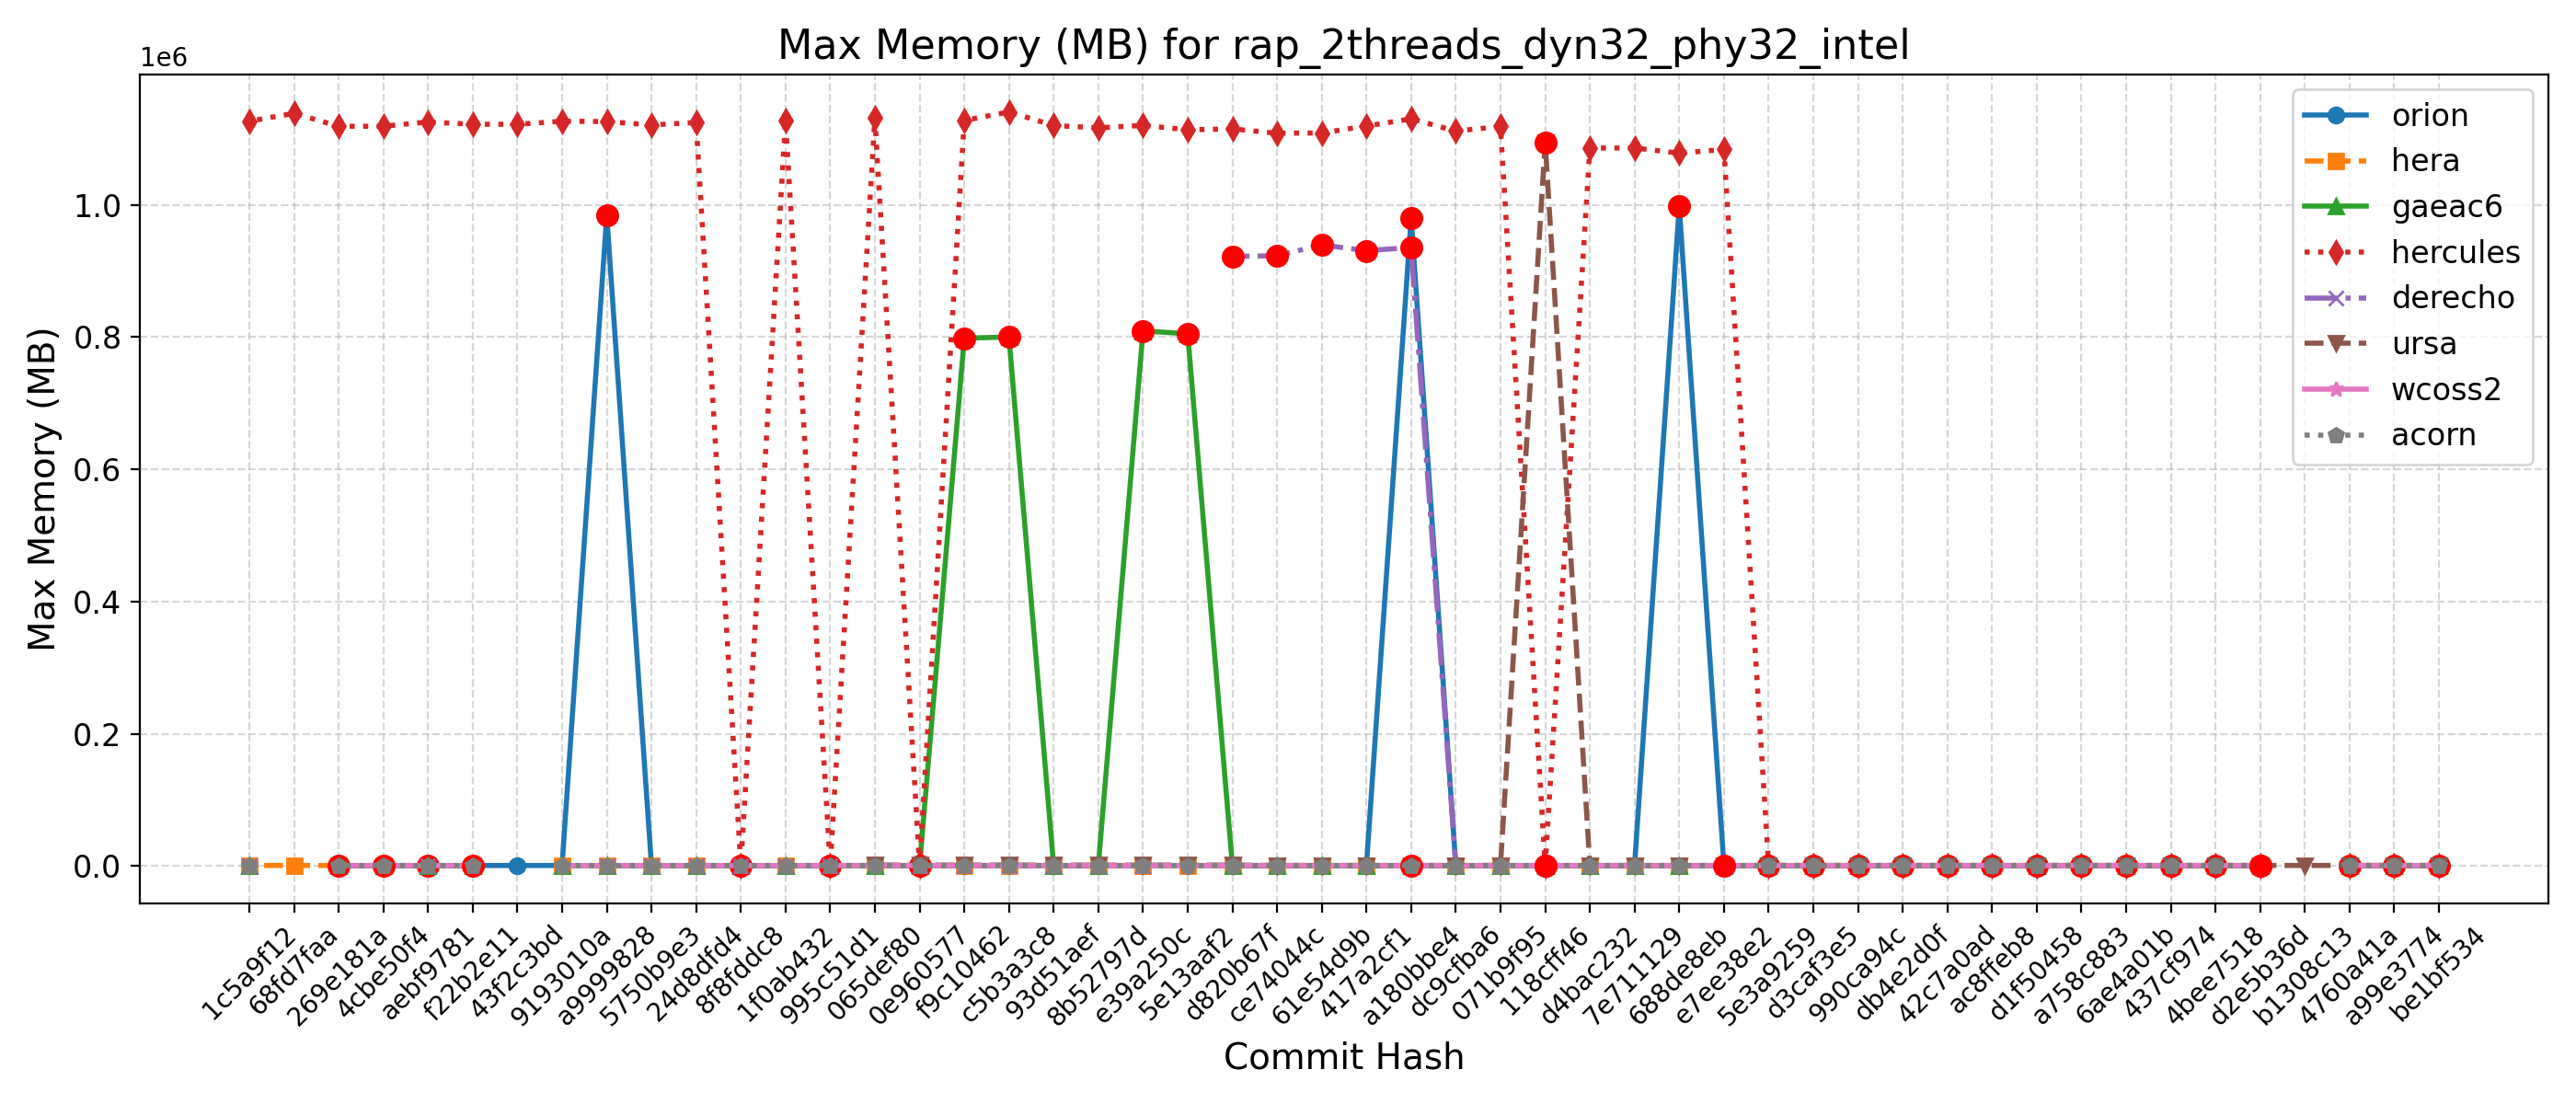 Max Memory (MB) for rap_2threads_dyn32_phy32_intel
1e6
Max Memory (MB)
1.0
0.8
0.6
0.4
0.2
0.0
orion
hera
gaeac6
hercules
derecho
ursa
wcoss2
acorn
1c5a9f12
68fd7faa
269e181a
4cbe50f4
aebf9781
f22b2e11
43f2c3bd
9193010a
a9999828
5750b9e3
24d8dfd4
8f8fddc8
1f0ab432
995c51d1
065def80
0e960577
f9c10462
c5b3a3c8
93d51aef
8b52797d
e39a250c
5e13aaf2
d820b67f
ce74044c
61e54d9b
417a2cf1
a180bbe4
dc9cfba6
071b9f95
118cff46
d4bac232
7e711129
688de8eb
e7ee38e2
5e3a9259
d3caf3e5
990ca94c
db4e2d0f
42c7a0ad
ac8ffeb8
d1f50458
a758c883
6ae4a01b
437cf974
4bee7518
d2e5b36d
b1308c13
4760a41a
a99e3774
be1bf534
Commit Hash